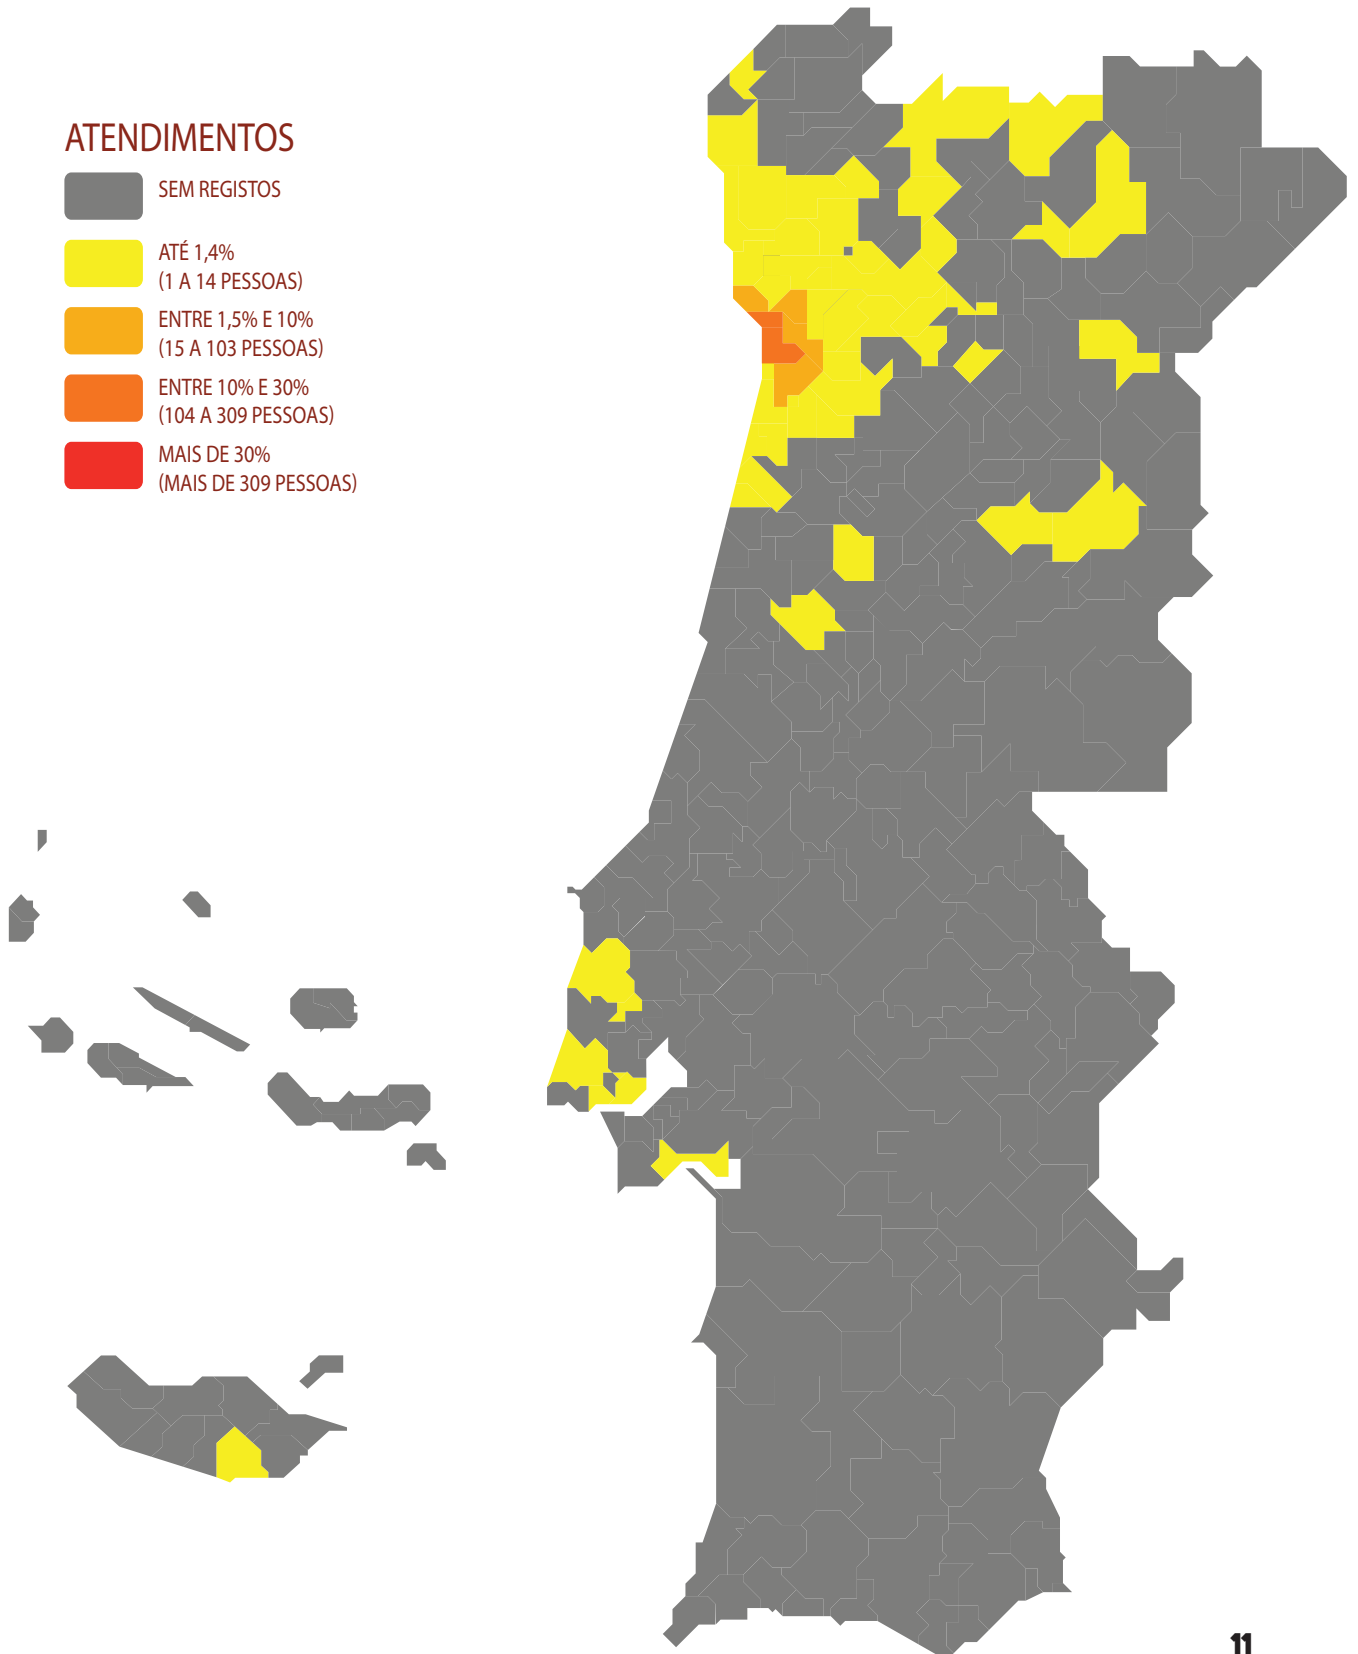 ATENDIMENTOS
SEM REGISTOS
ATÉ 1,4%
(1 A 14 PESSOAS)
ENTRE 1,5% E 10%
(15 A 103 PESSOAS)
ENTRE 10% E 30%
(104 A 309 PESSOAS)
MAIS DE 30%
(MAIS DE 309 PESSOAS)
11